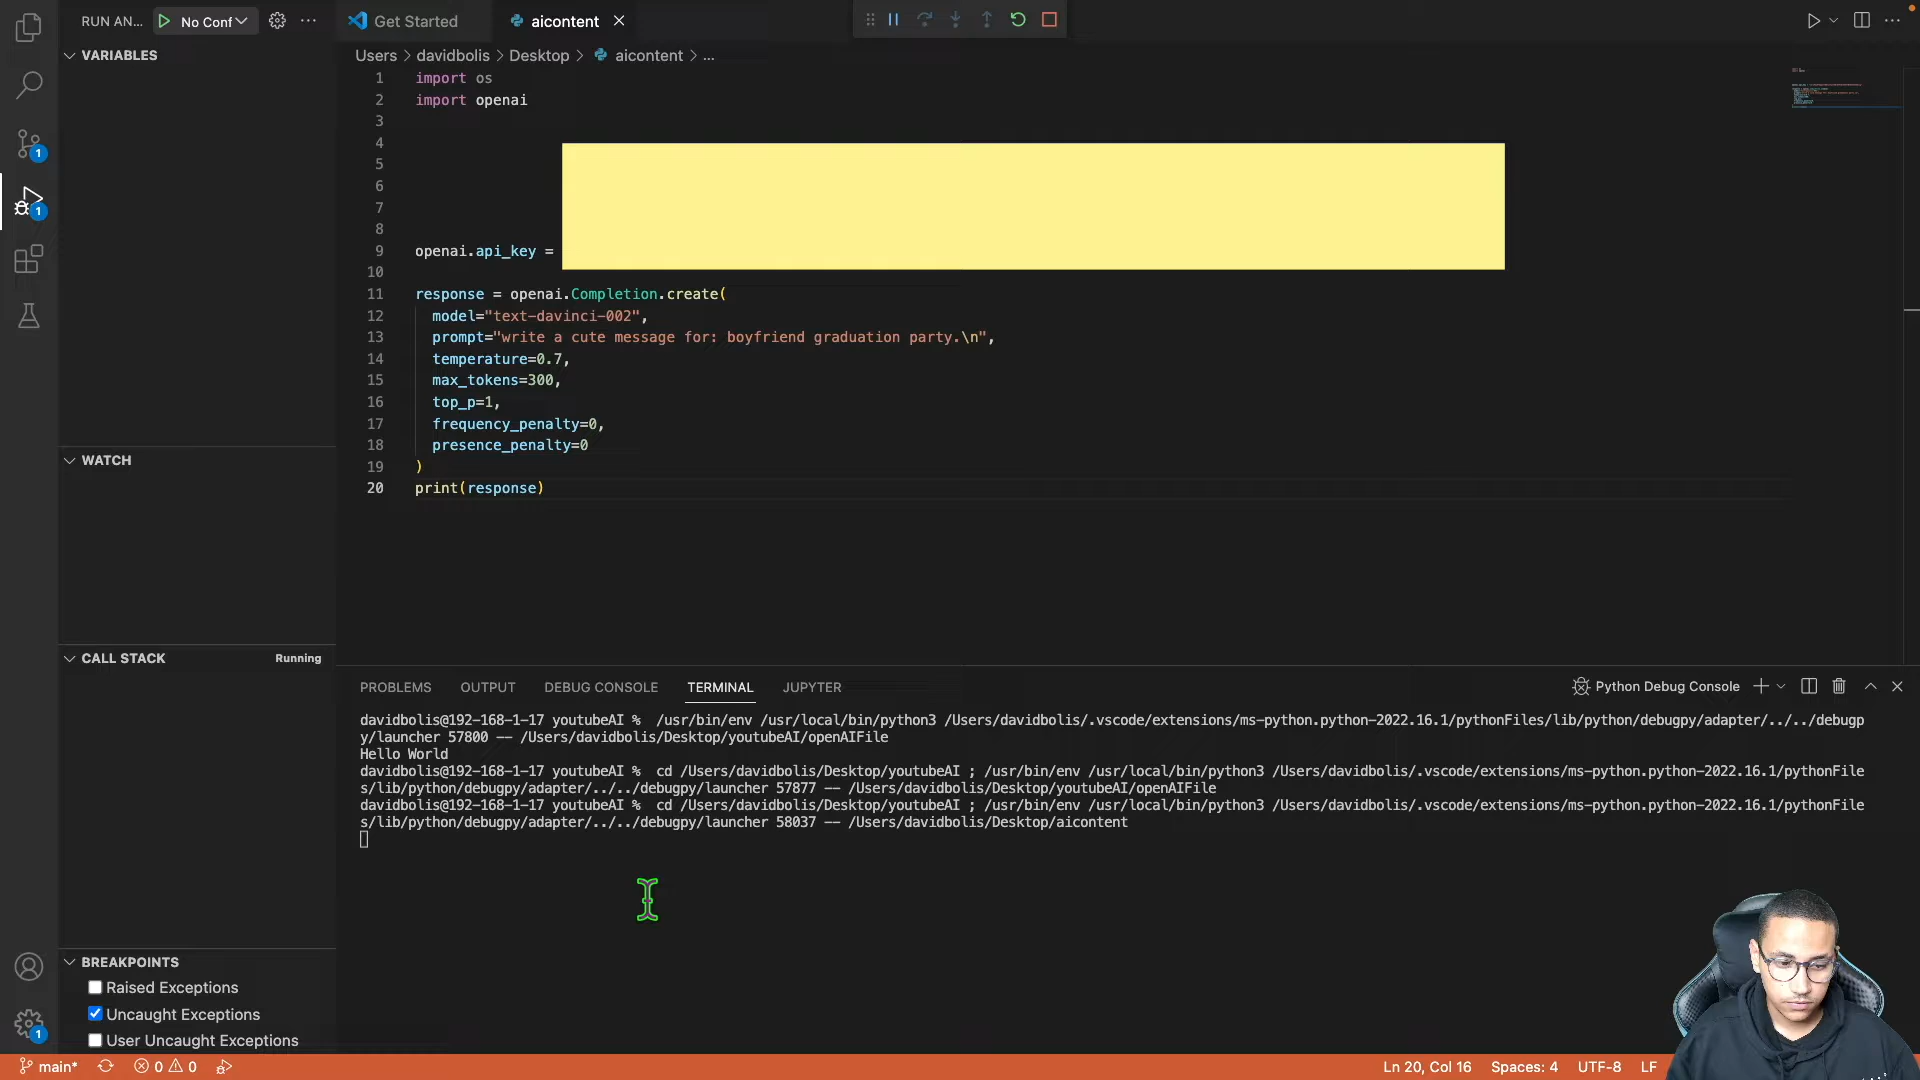 RUN AN... No Conf ...
Get Started
aicontent
VARIABLES
Users > davidbolis > Desktop > aicontent > ...
1 import os
2 import openai
3
4
5
6
7
8
9 openai.api_key =
10
11 response = openai.Completion.create(
12 model="text-davinci-002",
13 prompt="write a cute message for: boyfriend graduation party.\n",
14 temperature=0.7,
15 max_tokens=300,
16 top_p=1,
17 frequency_penalty=0,
18 presence_penalty=0
19 )
20 print(response)
1
1
WATCH
CALL STACK Running
PROBLEMS OUTPUT DEBUG CONSOLE TERMINAL JUPYTER Python Debug Console
davidbolis@192-168-1-17 youtubeAI % /usr/bin/env /usr/local/bin/python3 /Users/davidbolis/.vscode/extensions/ms-python.python-2022.16.1/pythonFiles/lib/python/debugpy/adapter/../../debugp
y/launcher 57800 -- /Users/davidbolis/Desktop/youtubeAI/openAIFile
Hello World
davidbolis@192-168-1-17 youtubeAI % cd /Users/davidbolis/Desktop/youtubeAI ; /usr/bin/env /usr/local/bin/python3 /Users/davidbolis/.vscode/extensions/ms-python.python-2022.16.1/pythonFile
s/lib/python/debugpy/adapter/../../debugpy/launcher 57877 -- /Users/davidbolis/Desktop/youtubeAI/openAIFile
davidbolis@192-168-1-17 youtubeAI % cd /Users/davidbolis/Desktop/youtubeAI ; /usr/bin/env /usr/local/bin/python3 /Users/davidbolis/.vscode/extensions/ms-python.python-2022.16.1/pythonFile
s/lib/python/debugpy/adapter/../../debugpy/launcher 58037 -- /Users/davidbolis/Desktop/aicontent
BREAKPOINTS
Raised Exceptions
Uncaught Exceptions
User Uncaught Exceptions
1
main* 0 0 Ln 20, Col 16 Spaces: 4 UTF-8 LF